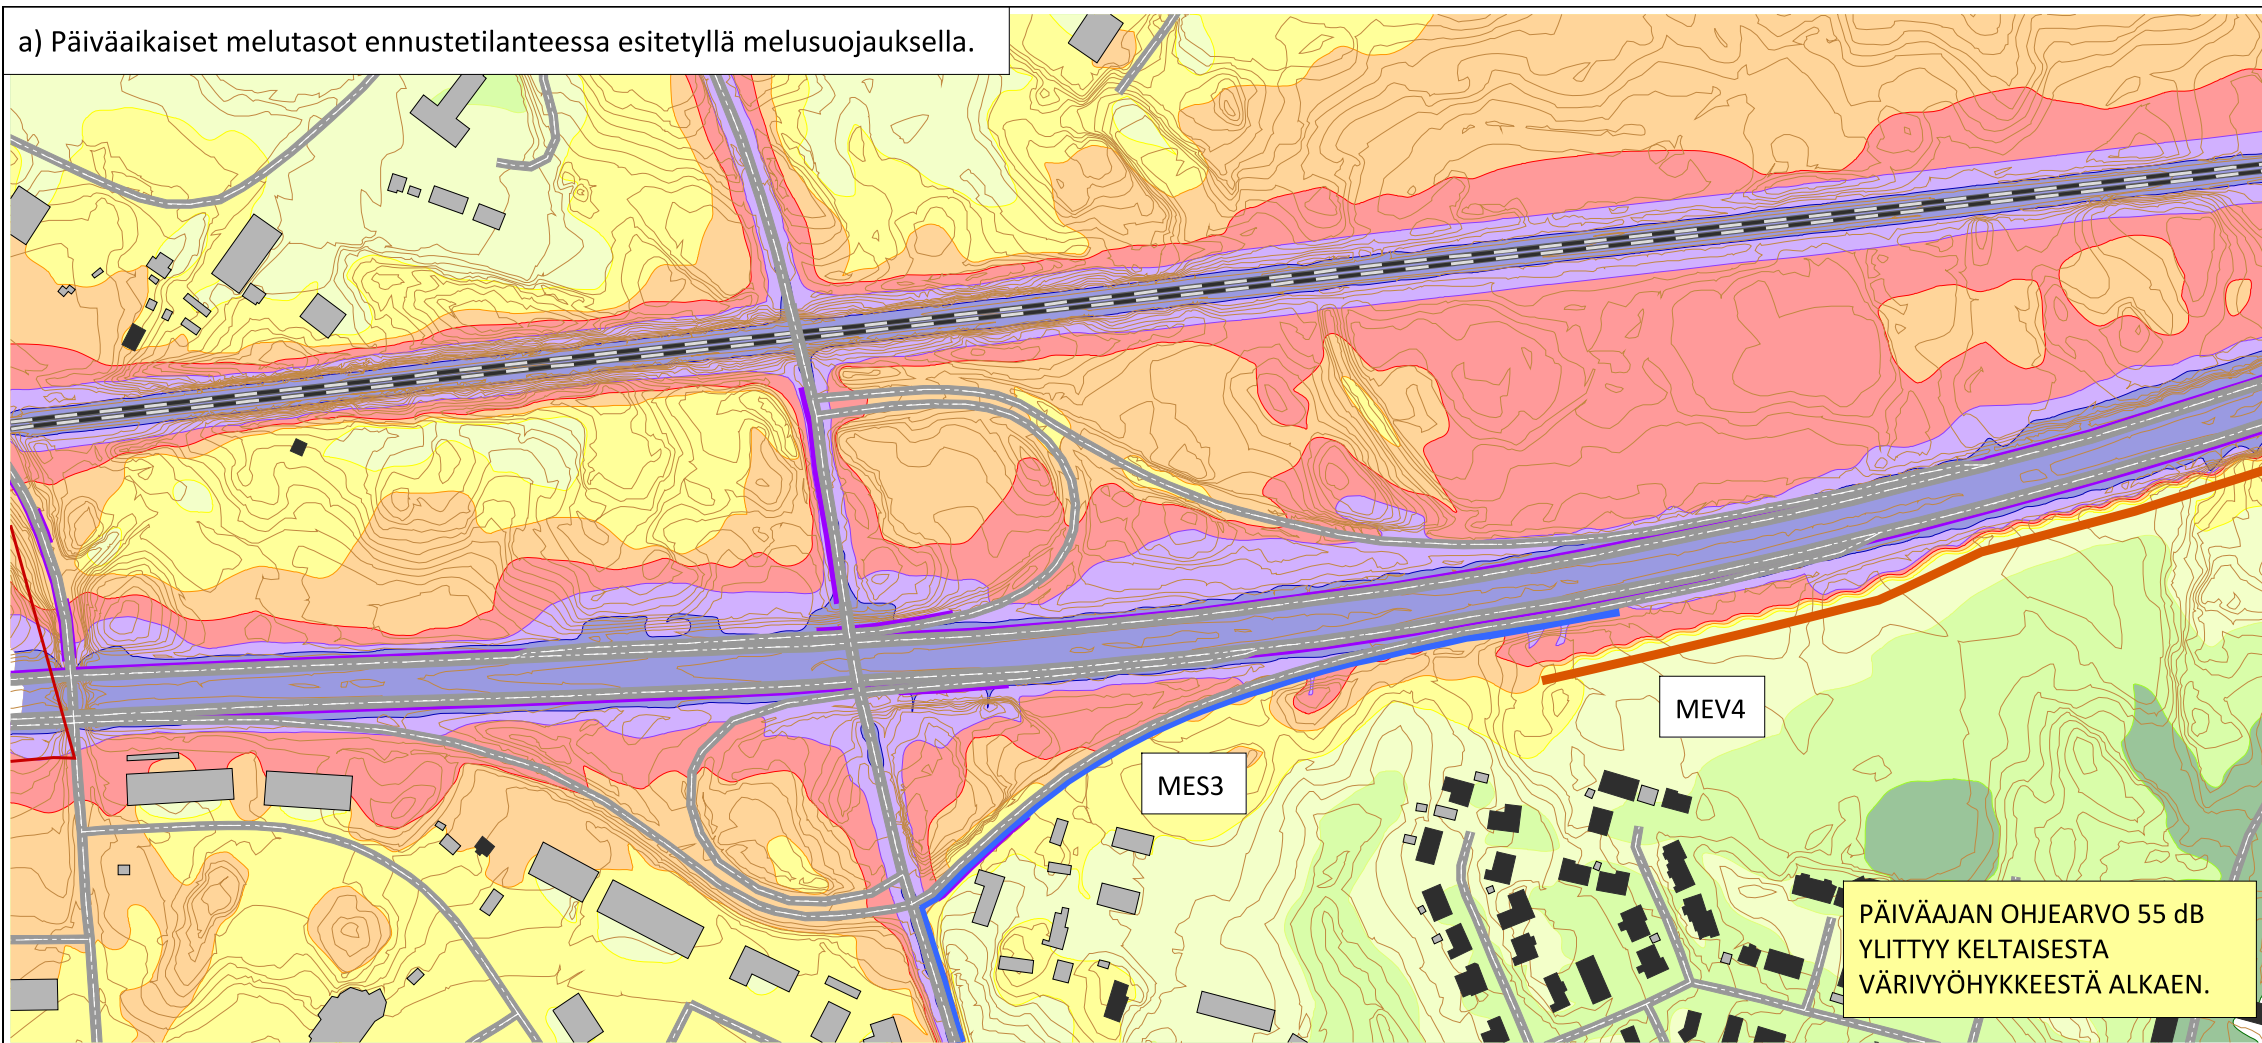 a) Päiväaikaiset melutasot ennustetilanteessa esitetyllä melusuojauksella.
MEV4
MES3
PÄIVÄAJAN OHJEARVO 55 dB
YLITTYY KELTAISESTA
VÄRIVYÖHYKKEESTÄ ALKAEN.